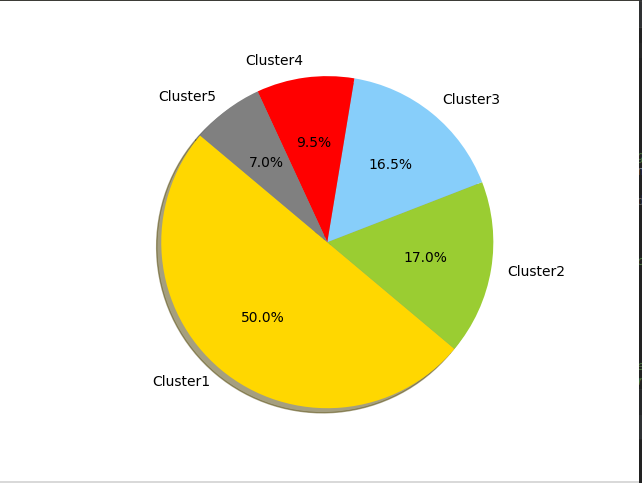 Cluster4
Cluster5
Cluster3
9.5%
7.0%
16.5%
17.0%
Cluster2
50.0%
Cluster1